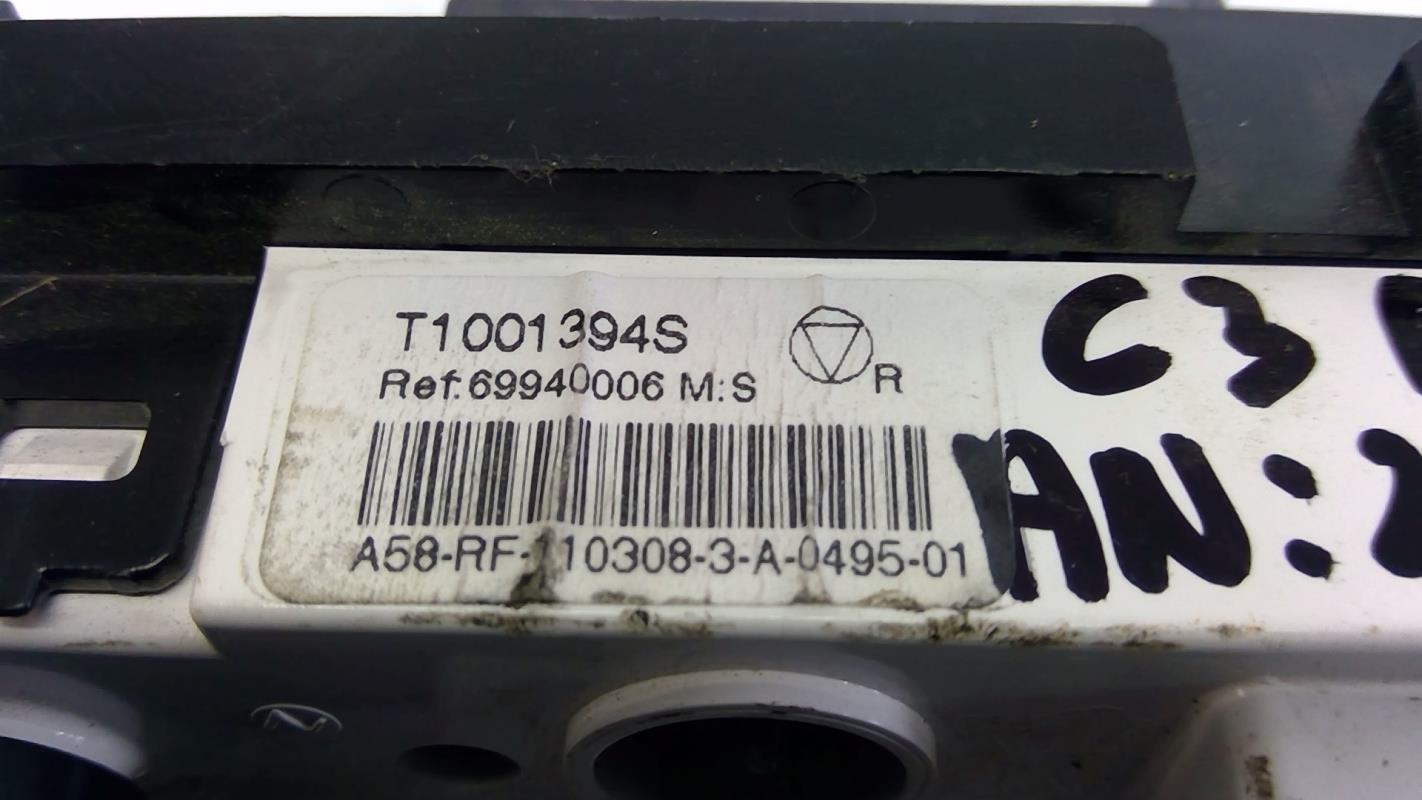 T1001394S
Ref.69940006 M:S
R
A58-RF-110308-3-A-0495-01
C3
AN:
N